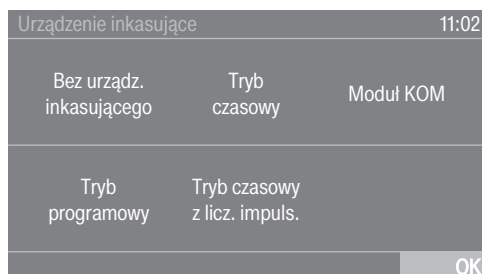 Urządzenie inkasujące 11:02
Bez urządz.
inkasującego
Tryb
czasowy
Moduł KOM
Tryb
programowy
Tryb czasowy
z licz. impuls.
OK